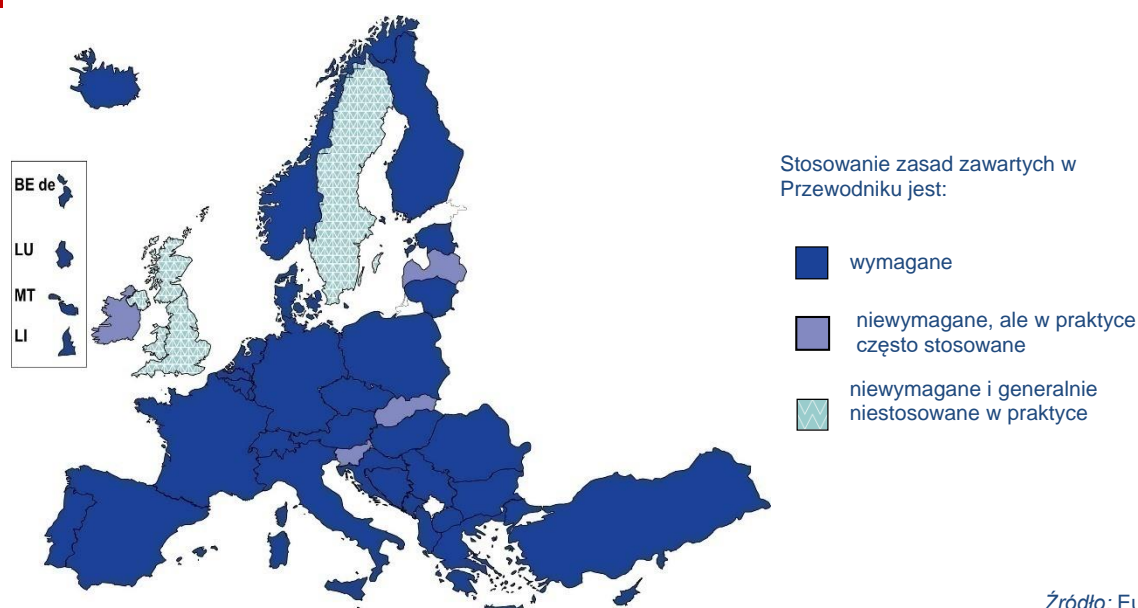 BE de
LU
MT
LI
Stosowanie zasad zawartych w
Przewodniku jest:
wymagane
niewymagane, ale w praktyce
często stosowane
niewymagane i generalnie
niestosowane w praktyce
Źródło: Eu